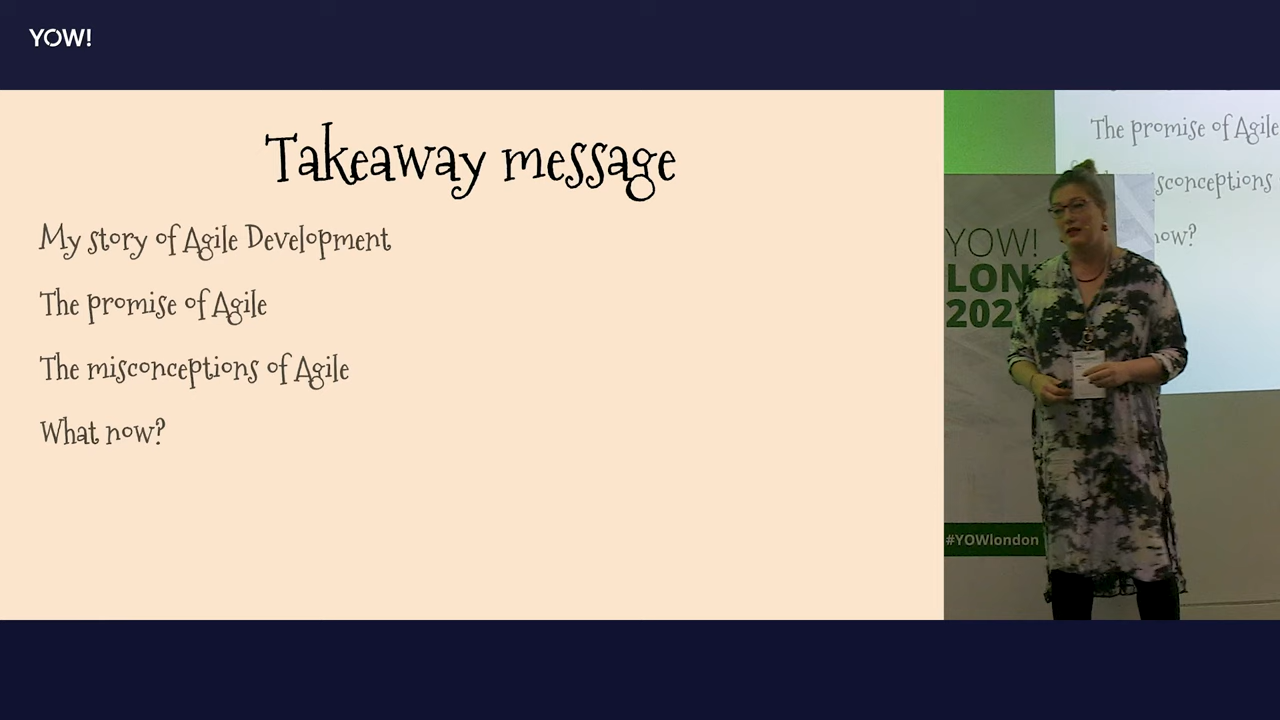 YOW!
Takeaway message
My story of Agile Development
The promise of Agile
The misconceptions of Agile
What now?
The promise of Agile
sconceptions
now?
YOW!
LON
202
#YOWlondon